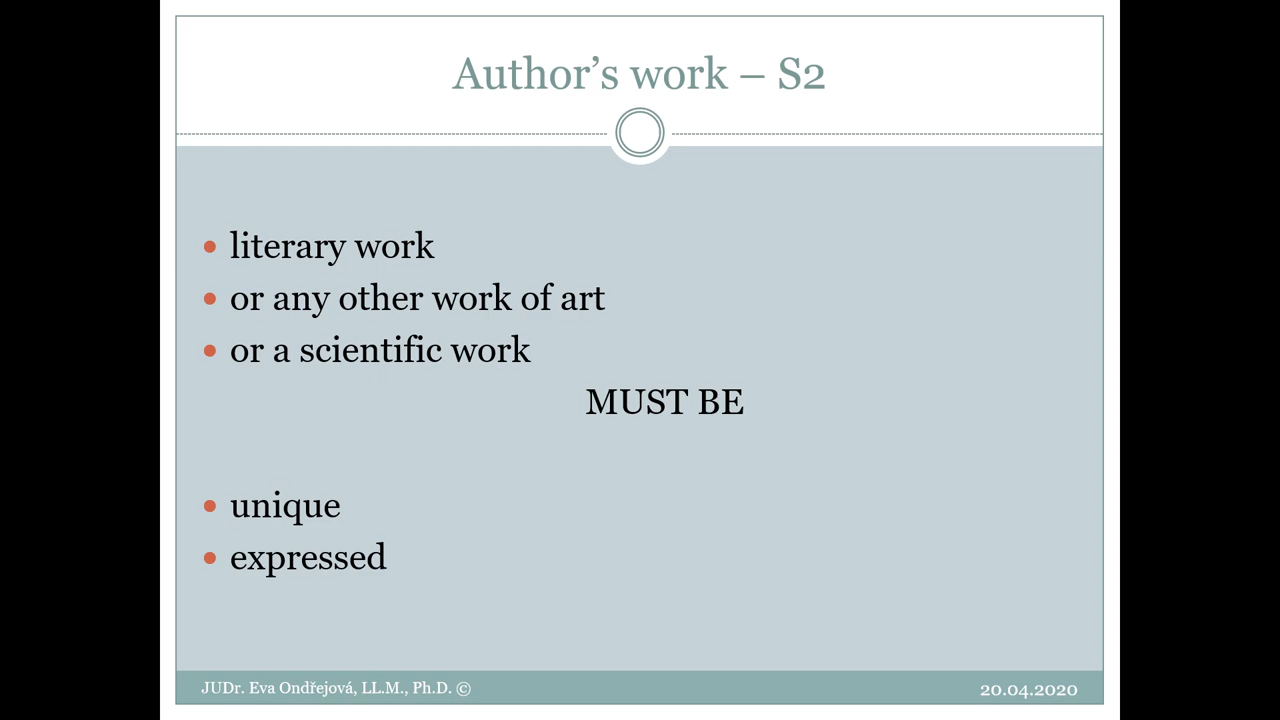 Author’s work – S2
• literary work
• or any other work of art
• or a scientific work
MUST BE
• unique
• expressed
JUDr. Eva Ondřejová, LL.M., Ph.D. ©
20.04.2020